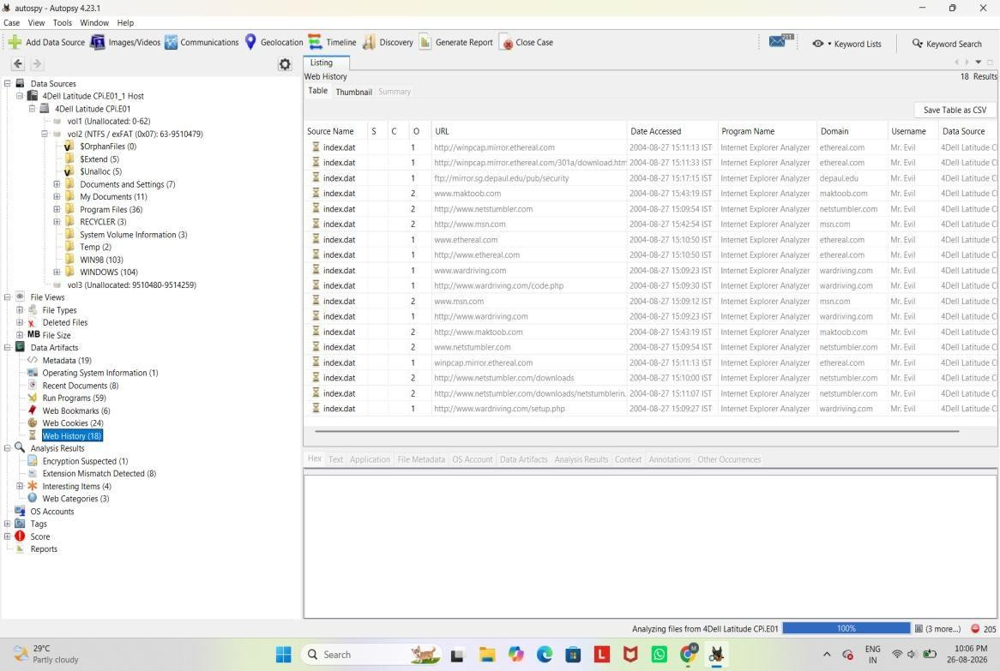 autospy - Autopsy 4.23.1
Case View Tools Window Help
Add Data Source Images/Videos Communications Geolocation Timeline Discovery Generate Report Close Case Keyword Lists Keyword Search
Listing
Web History 18 Results
Table Thumbnail Summary
Save Table as CSV
Data Sources
4Dell Latitude CPi.E01_1 Host
4Dell Latitude CPi.E01
vol1 (Unallocated: 0-62)
vol2 (NTFS / exFAT (0x07): 63-9510479)
$OrphanFiles (0)
$Extend (5)
$Unalloc (5)
Documents and Settings (7)
My Documents (11)
Program Files (36)
RECYCLER (3)
System Volume Information (3)
Temp (2)
WIN98 (103)
WINDOWS (104)
vol3 (Unallocated: 9510480-9514259)
File Views
File Types
Deleted Files
MB File Size
Data Artifacts
Metadata (19)
Operating System Information (1)
Recent Documents (8)
Run Programs (59)
Web Bookmarks (6)
Web Cookies (24)
Web History (18)
Analysis Results
Encryption Suspected (1)
Extension Mismatch Detected (8)
Interesting Items (4)
Web Categories (3)
OS Accounts
Tags
Score
Reports
Source Name S C O URL Date Accessed Program Name Domain Username Data Source
index.dat 1 http://winpcap.mirror.ethereal.com 2004-08-27 15:11:13 IST Internet Explorer Analyzer ethereal.com Mr. Evil 4Dell Latitude C
index.dat 1 http://winpcap.mirror.ethereal.com/301a/download.htm 2004-08-27 15:11:33 IST Internet Explorer Analyzer ethereal.com Mr. Evil 4Dell Latitude C
index.dat 1 ftp://mirror.sg.depaul.edu/pub/security 2004-08-27 15:17:15 IST Internet Explorer Analyzer depaul.edu Mr. Evil 4Dell Latitude C
index.dat 2 www.maktoob.com 2004-08-27 15:43:19 IST Internet Explorer Analyzer maktoob.com Mr. Evil 4Dell Latitude C
index.dat 2 http://www.netstumbler.com 2004-08-27 15:09:54 IST Internet Explorer Analyzer netstumbler.com Mr. Evil 4Dell Latitude C
index.dat 2 http://www.msn.com 2004-08-27 15:42:54 IST Internet Explorer Analyzer msn.com Mr. Evil 4Dell Latitude C
index.dat 1 www.ethereal.com 2004-08-27 15:10:50 IST Internet Explorer Analyzer ethereal.com Mr. Evil 4Dell Latitude C
index.dat 1 http://www.ethereal.com 2004-08-27 15:10:50 IST Internet Explorer Analyzer ethereal.com Mr. Evil 4Dell Latitude C
index.dat 1 www.wardriving.com 2004-08-27 15:09:23 IST Internet Explorer Analyzer wardriving.com Mr. Evil 4Dell Latitude C
index.dat 1 http://www.wardriving.com/code.php 2004-08-27 15:09:30 IST Internet Explorer Analyzer wardriving.com Mr. Evil 4Dell Latitude C
index.dat 2 www.msn.com 2004-08-27 15:09:12 IST Internet Explorer Analyzer msn.com Mr. Evil 4Dell Latitude C
index.dat 1 http://www.wardriving.com 2004-08-27 15:09:23 IST Internet Explorer Analyzer wardriving.com Mr. Evil 4Dell Latitude C
index.dat 2 http://www.maktoob.com 2004-08-27 15:43:19 IST Internet Explorer Analyzer maktoob.com Mr. Evil 4Dell Latitude C
index.dat 2 www.netstumbler.com 2004-08-27 15:09:54 IST Internet Explorer Analyzer netstumbler.com Mr. Evil 4Dell Latitude C
index.dat 1 winpcap.mirror.ethereal.com 2004-08-27 15:11:13 IST Internet Explorer Analyzer ethereal.com Mr. Evil 4Dell Latitude C
index.dat 2 http://www.netstumbler.com/downloads 2004-08-27 15:10:00 IST Internet Explorer Analyzer netstumbler.com Mr. Evil 4Dell Latitude C
index.dat 2 http://www.netstumbler.com/downloads/netstumblerin. 2004-08-27 15:11:07 IST Internet Explorer Analyzer netstumbler.com Mr. Evil 4Dell Latitude C
index.dat 1 http://www.wardriving.com/setup.php 2004-08-27 15:09:27 IST Internet Explorer Analyzer wardriving.com Mr. Evil 4Dell Latitude C
Hex Text Application File Metadata OS Account Data Artifacts Analysis Results Context Annotations Other Occurrences
Analyzing files from 4Dell Latitude CPi.E01 100% (3 more...) 205
29°C
Partly cloudy
Search
ENG
IN
10:06 PM
26-08-2026